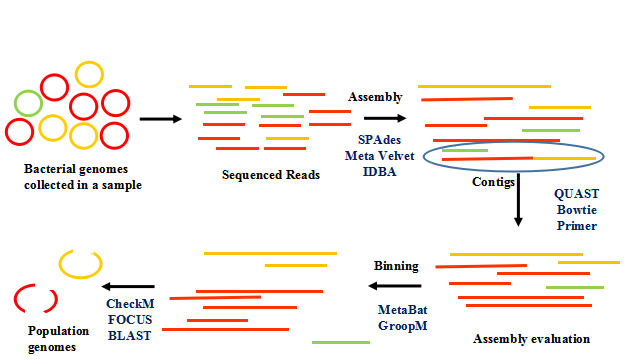 Bacterial genomes
collected in a sample
Sequenced Reads
Assembly
SPAdes
Meta Velvet
IDBA
Contigs
QUAST
Bowtie
Primer
Assembly evaluation
Binning
MetaBat
GroopM
CheckM
FOCUS
BLAST
Population
genomes